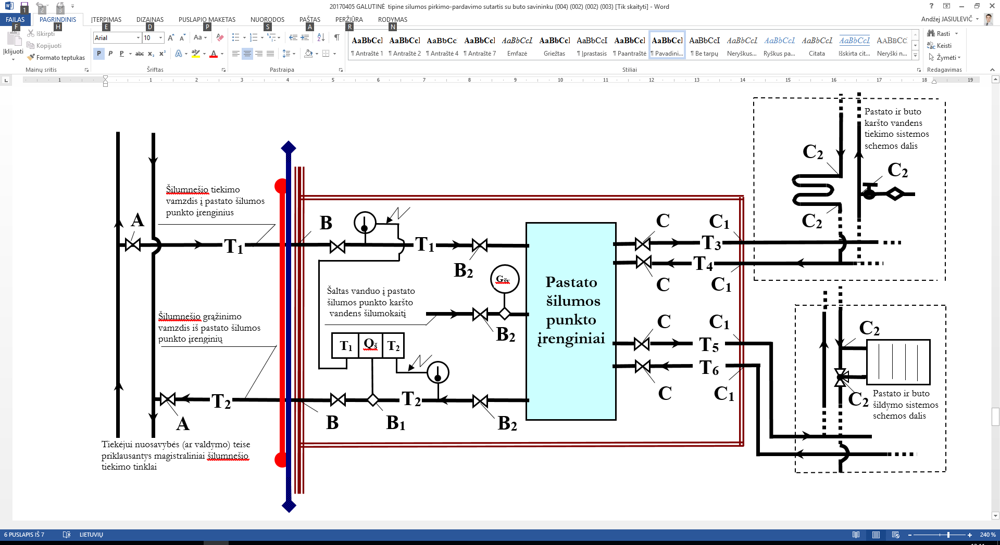 20170405 GALUTINĖ tipine silumos pirkimo-pardavimo sutartis su buto savininku (004) (002) (002) (003) [Tik skaityti] - Word
1 2 3
FAILAS PAGRINDINIS ĮTERPIMAS DIZAINAS PUSLAPIO MAKETAS NUORODOS PAŠTAS PERŽIŪRA RODYMAS
Andžej JASIULEVIČ
F H E D P S A R N
Įklijuoti
Iškirpti
Kopijuoti
Formato teptukas
Mainų sritis
Arial 10
Šriftas
Pastraipa
AaBbCcI AaBbCcI AaBbCcI AaBbCcI AaBbCcL AaBbCcI AaBbCcI AaBbCcI AaBbCcI AaBbCcI AaBbCcL AaBbCcL AaBbCcL AaBbCcL AaBbCc
¶ Antraštė 1 ¶ Antraštė 2 ¶ Antraštė 4 ¶ Antraštė 7 Emfazė Griežtas ¶ Įprastasis ¶ Paantraštė ¶ Pavadini... ¶ Be tarpų Neryškus... Ryškus pa... Citata Išskirta cit... Neryški n...
Stiliai
Rasti
Keisti
Žymėti
Redagavimas
1 1 2 3 4 5 6 7 8 9 10 11 12 13 14 15 16 17 18 19
Pastato ir buto
karšto vandens
tiekimo sistemos
schemos dalis
C2
C2
C2
Šilumnešio tiekimo
vamzdis į pastato šilumos
punkto įrenginius
A
T1
B
T1
B2
C
C1
T3
T4
C
C1
Gšv
Šaltas vanduo į pastato
šilumos punkto karšto
vandens šilumokaitį
B2
Pastato
šilumos
punkto
įrenginiai
Šilumnešio grąžinimo
vamzdis iš pastato šilumos
punkto įrenginių
T1 Qš T2
C
C1
T5
T6
C
C1
C2
C2
Pastato ir buto
šildymo sistemos
schemos dalis
T2
A
T2
B
B1
B2
Tiekėjui nuosavybės (ar valdymo) teise
priklausantys magistraliniai šilumnešio
tiekimo tinklai
6 PUSLAPIS IŠ 7 LIETUVIŲ
240 %